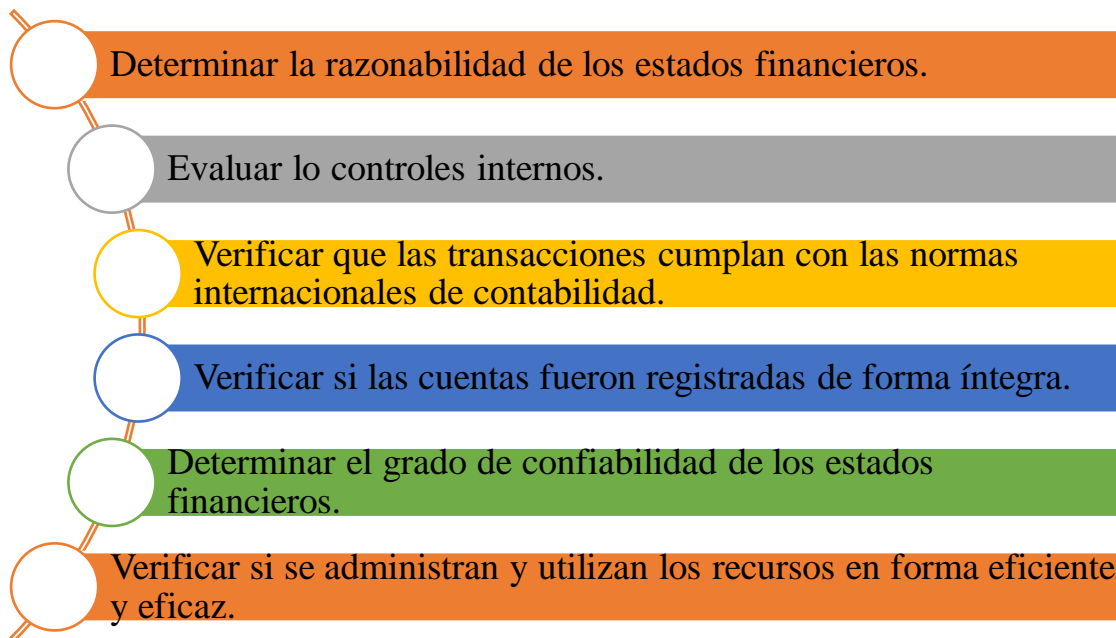 Determinar la razonabilidad de los estados financieros.
Evaluar lo controles internos.
Verificar que las transacciones cumplan con las normas
internacionales de contabilidad.
Verificar si las cuentas fueron registradas de forma íntegra.
Determinar el grado de confiabilidad de los estados
financieros.
Verificar si se administran y utilizan los recursos en forma eficiente
y eficaz.